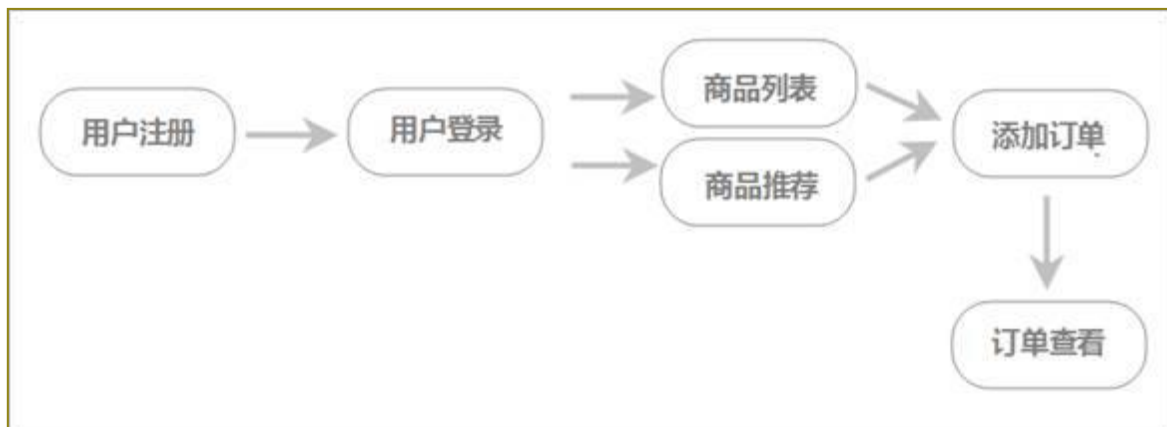 用户注册
用户登录
商品列表
商品推荐
添加订单
订单查看